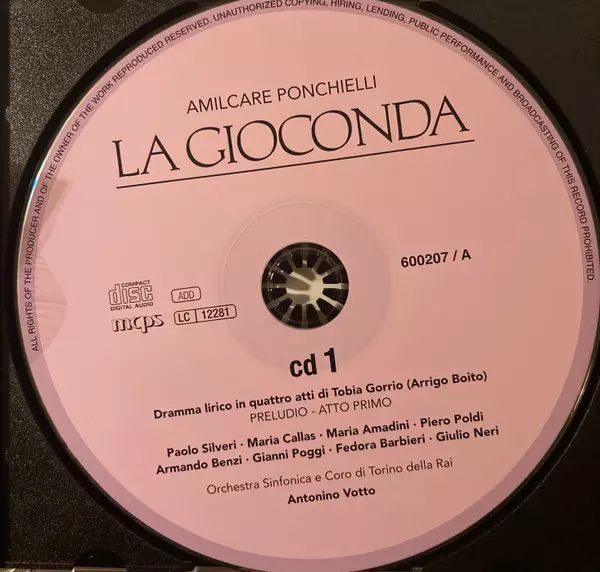 ALL RIGHTS OF THE PRODUCER AND OF THE OWNER OF THE WORK REPRODUCED RESERVED. UNAUTHORIZED COPYING, HIRING, LENDING, PUBLIC PERFORMANCE AND BROADCASTING OF THIS RECORD PROHIBITED.
AMILCARE PONCHIELLI
LA GIOCONDA
600207 / A
COMPACT
disc
DIGITAL AUDIO
ADD
mcps
LC 12281
cd 1
Dramma lirico in quattro atti di Tobia Gorrio (Arrigo Boito)
PRELUDIO - ATTO PRIMO
Paolo Silveri · Maria Callas · Maria Amadini · Piero Poldi
Armando Benzi · Gianni Poggi · Fedora Barbieri · Giulio Neri
Orchestra Sinfonica e Coro di Torino della Rai
Antonino Votto